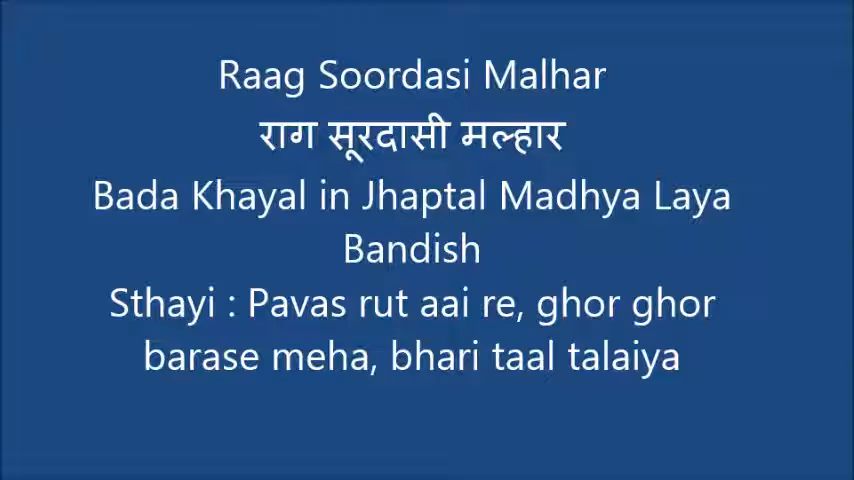 Raag Soordasi Malhar
राग सूरदासी मल्हार
Bada Khayal in Jhaptal Madhya Laya
Bandish
Sthayi : Pavas rut aai re, ghor ghor
barase meha, bhari taal talaiya